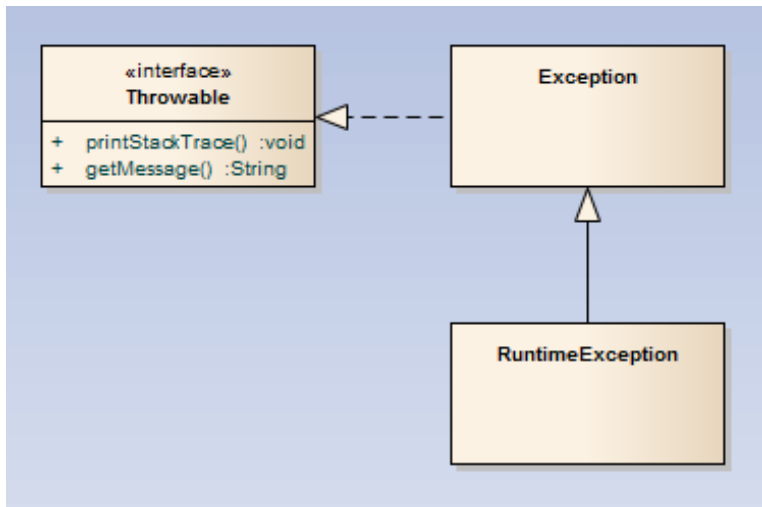 «interface»
Throwable
+ printStackTrace() :void
+ getMessage() :String
Exception
RuntimeException